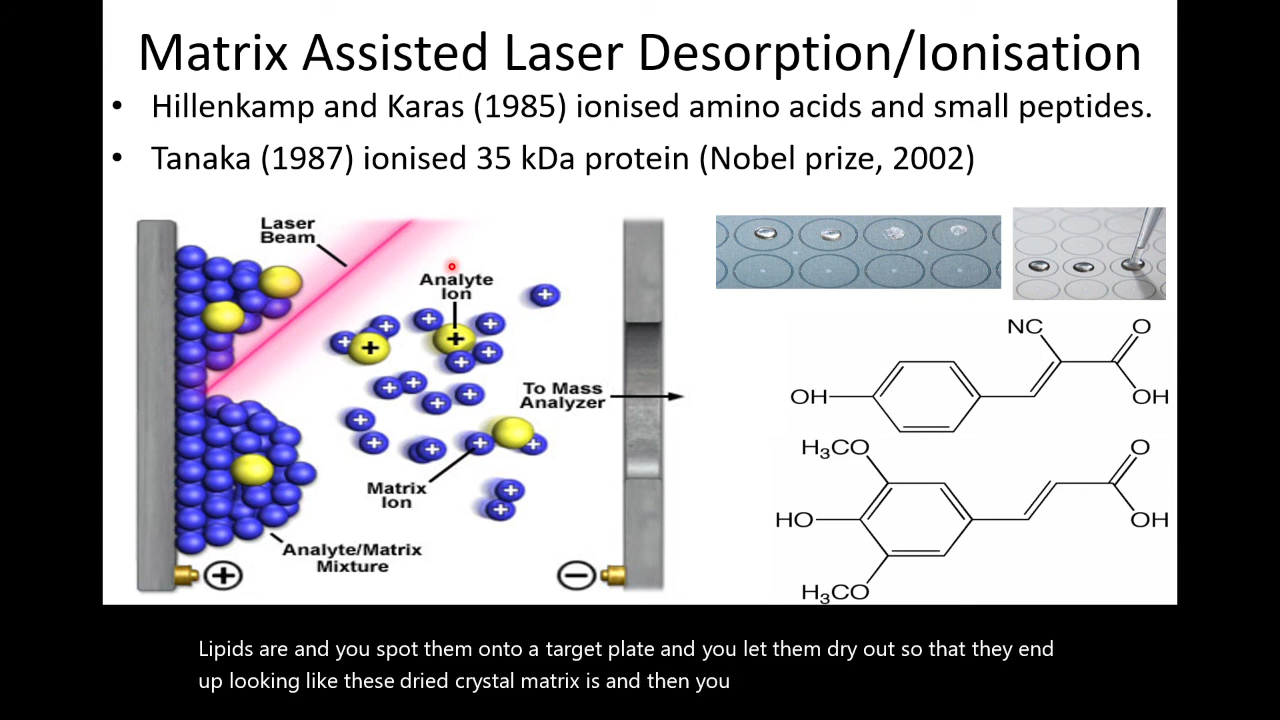 Matrix Assisted Laser Desorption/Ionisation
• Hillenkamp and Karas (1985) ionised amino acids and small peptides.
• Tanaka (1987) ionised 35 kDa protein (Nobel prize, 2002)
Laser
Beam
Analyte
Ion
To Mass
Analyzer
Matrix
Ion
Analyte/Matrix
Mixture
NC
O
OH
OH
H₃CO
O
HO
OH
H₃CO
Lipids are and you spot them onto a target plate and you let them dry out so that they end
up looking like these dried crystal matrix is and then you